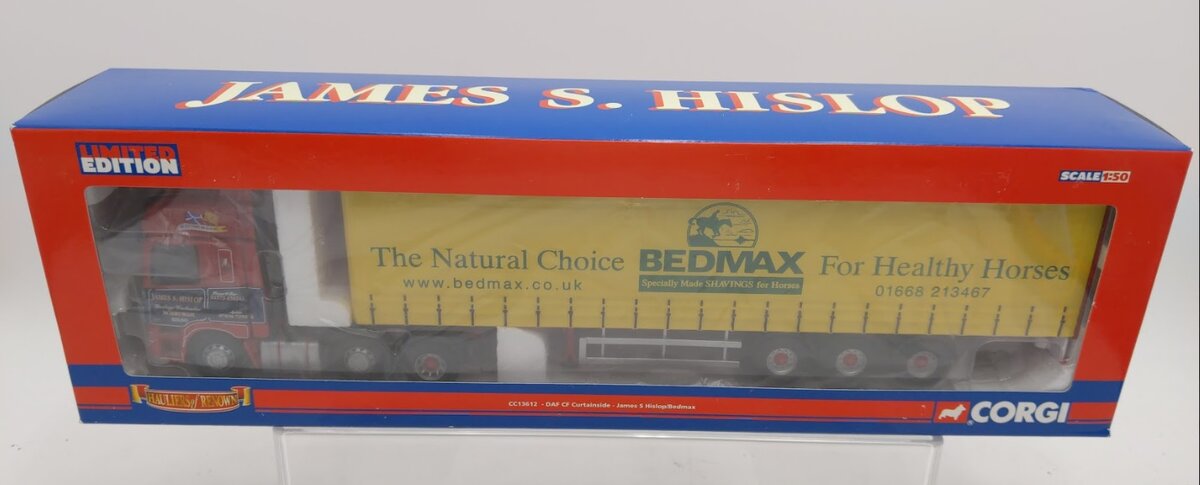 JAMES S. HISLOP
LIMITED
EDITION
SCALE 1:50
The Natural Choice
www.bedmax.co.uk
BEDMAX
Specially Made SHAVINGS for Horses
For Healthy Horses
01668 213467
JAMES S. HISLOP
HAULIERS of RENOWN
CC13612 - DAF CF Curtainside - James S Hislop/Bedmax
CORGI